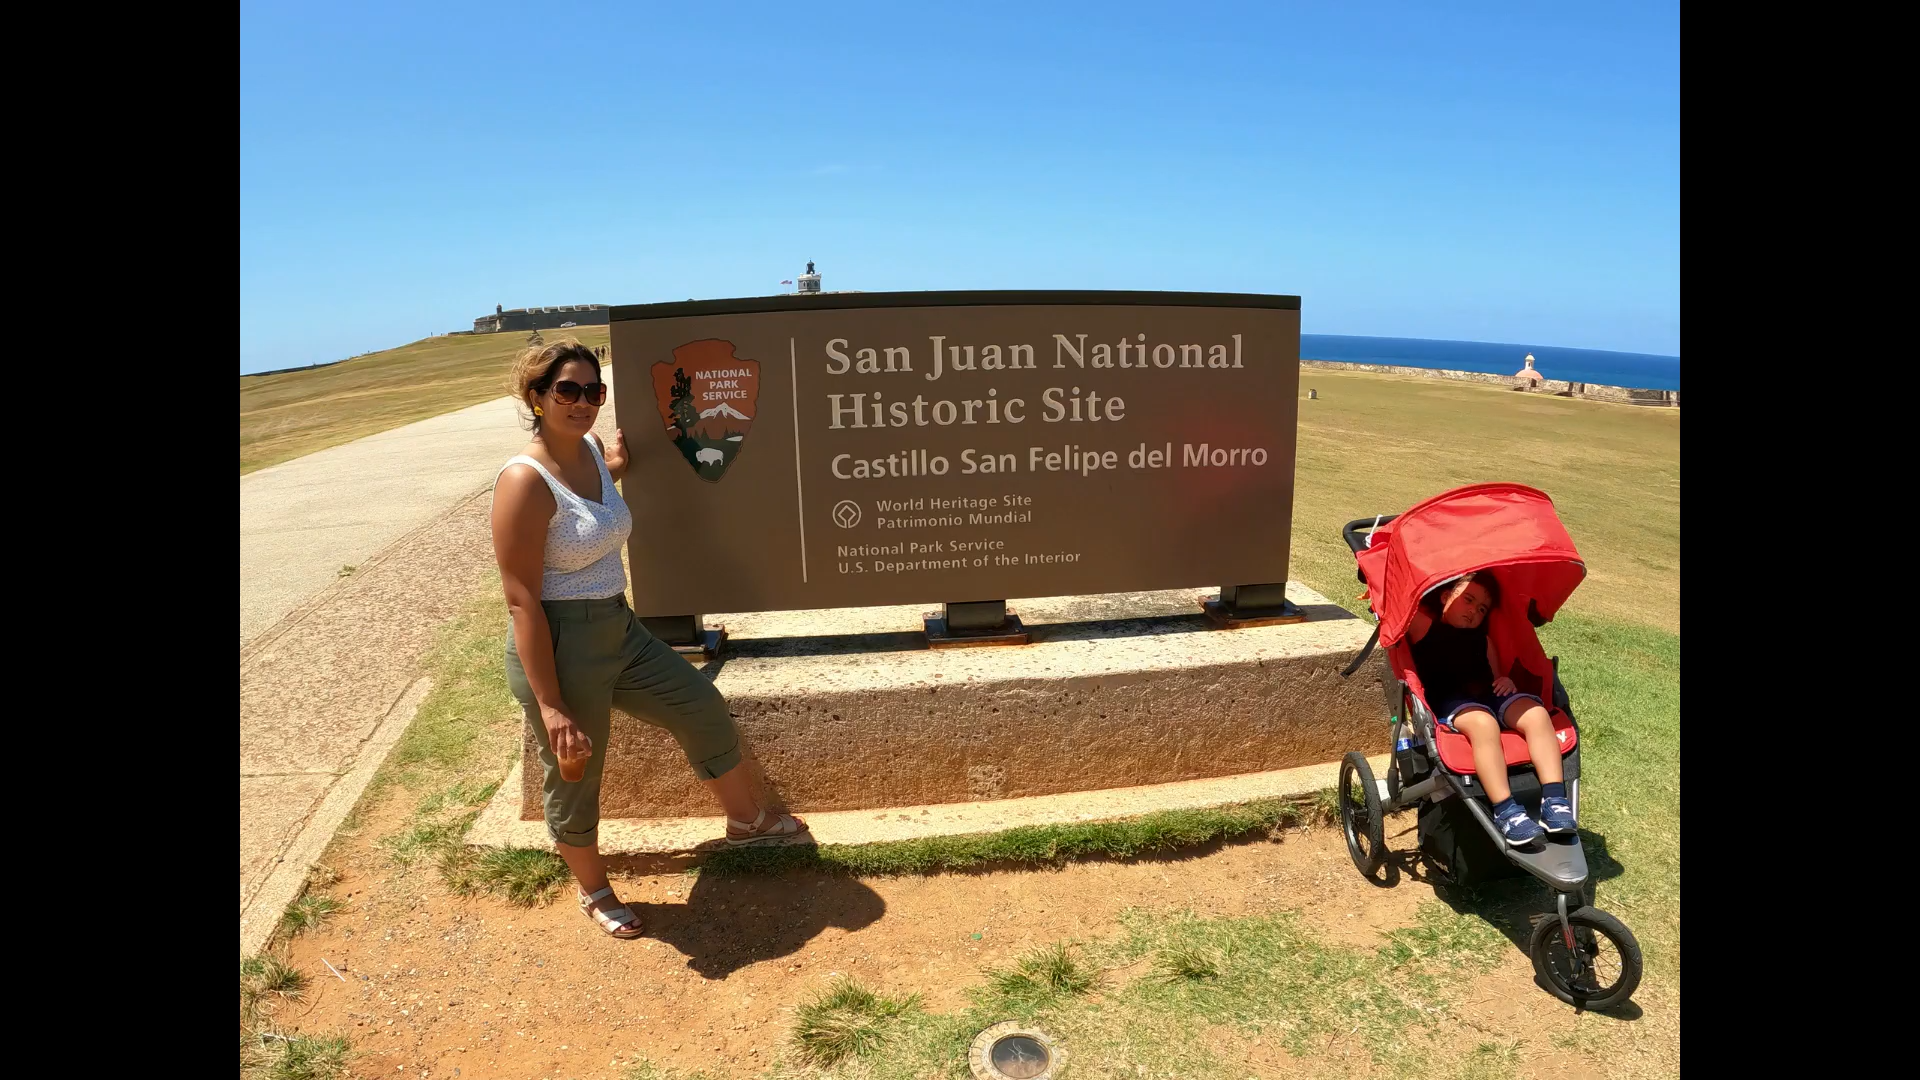 NATIONAL
PARK
SERVICE
San Juan National
Historic Site
Castillo San Felipe del Morro
World Heritage Site
Patrimonio Mundial
National Park Service
U.S. Department of the Interior